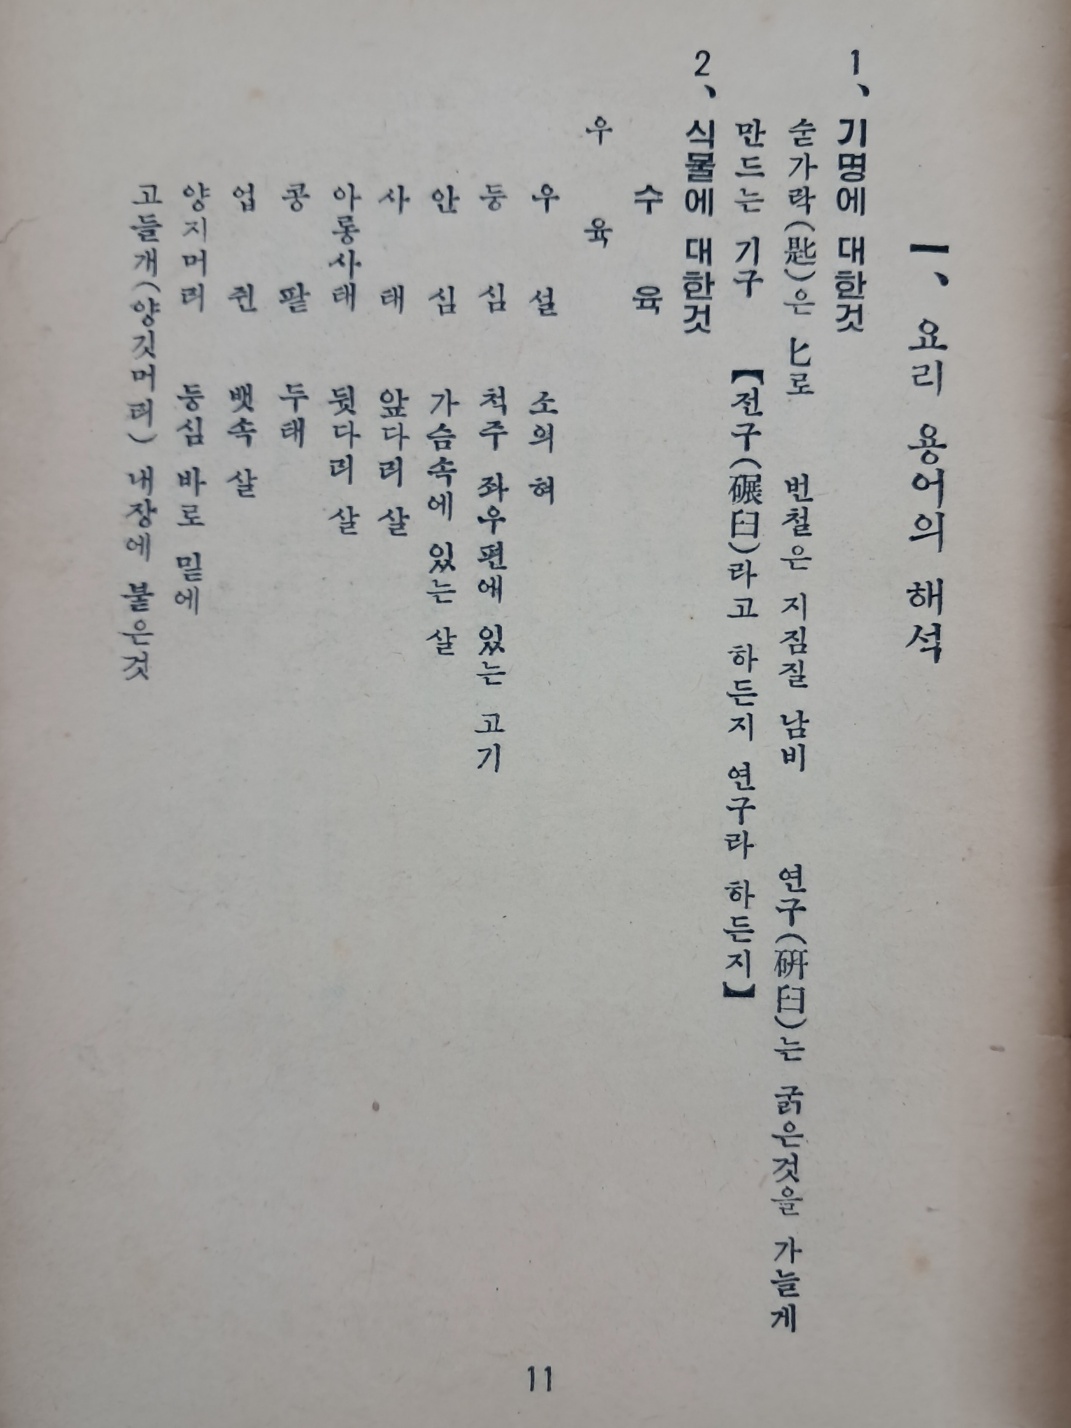 一、요리 용어의 해석
1、기명에 대한것
숟가락(匙)은 匕로 번철은 지짐질 남비 연구(硏臼)는 굵은것을 가늘게
만드는 기구 【전구(碾臼)라고 하든지 연구라 하든지】
2、식물에 대한것
수육
우육
우설 소의 혀
등심 척주 좌우편에 있는 고기
안심 가슴속에 있는 살
사태 앞다리 살
아롱사태 뒷다리 살
콩팥 두태
업진 뱃속 살
양지머리 등심 바로 밑에
고들개(양깃머리) 내장에 붙은것
11